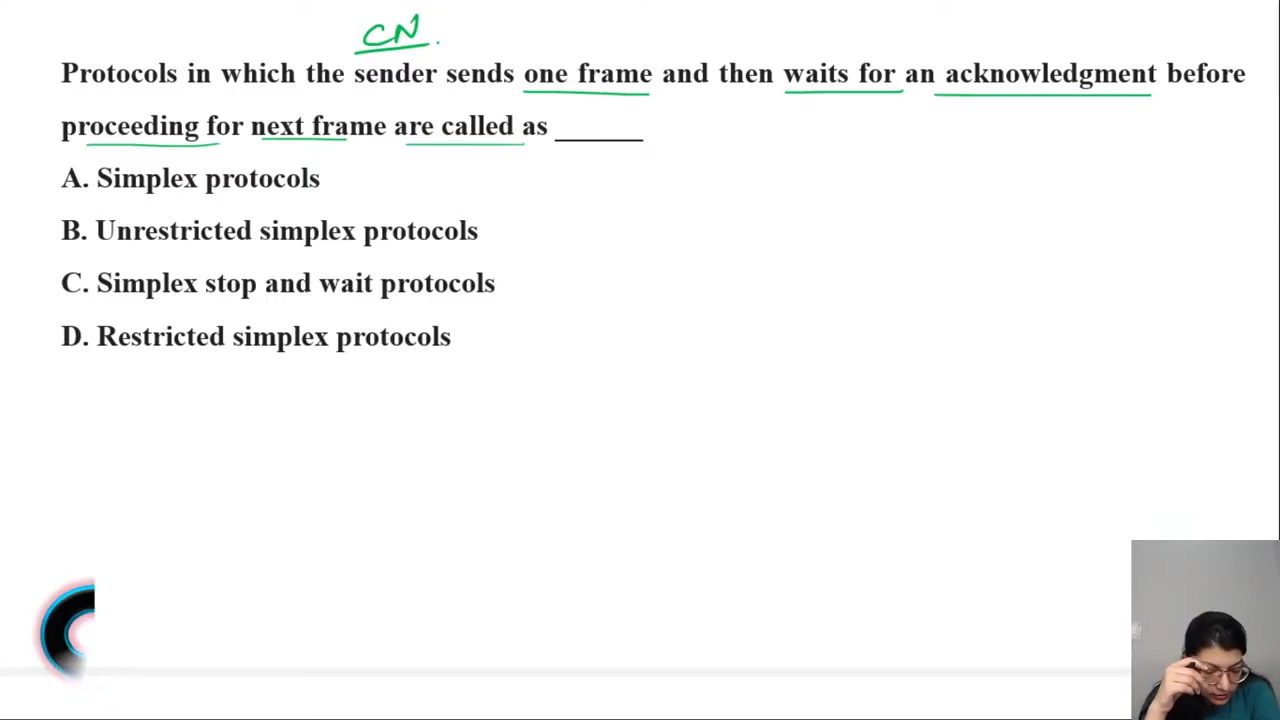 CN.
Protocols in which the sender sends one frame and then waits for an acknowledgment before
proceeding for next frame are called as ______
A. Simplex protocols
B. Unrestricted simplex protocols
C. Simplex stop and wait protocols
D. Restricted simplex protocols